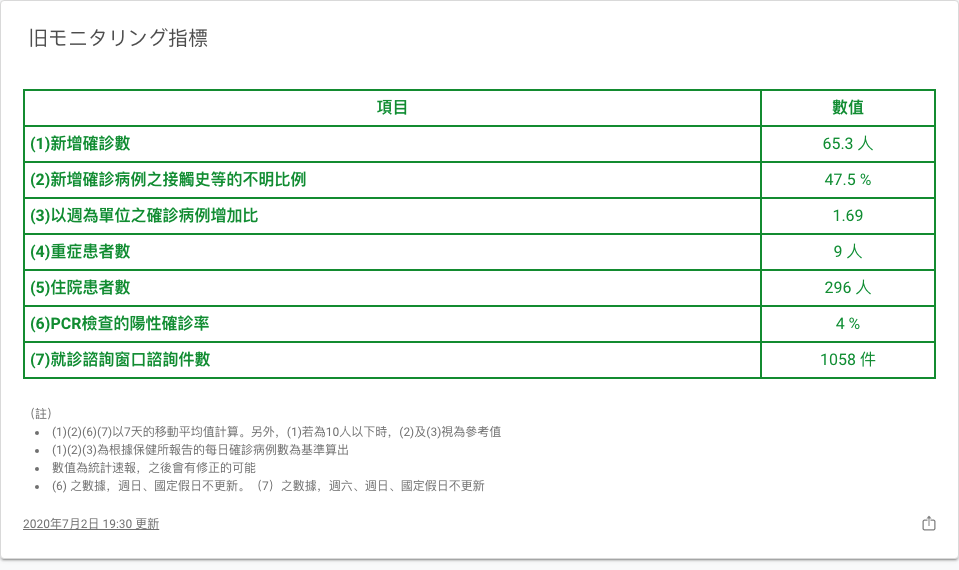 旧モニタリング指標
項目 數值
(1)新增確診數 65.3 人
(2)新增確診病例之接觸史等的不明比例 47.5 %
(3)以週為單位之確診病例增加比 1.69
(4)重症患者數 9 人
(5)住院患者數 296 人
(6)PCR檢查的陽性確診率 4 %
(7)就診諮詢窗口諮詢件數 1058 件
（註）
• (1)(2)(6)(7)以7天的移動平均值計算。另外，(1)若為10人以下時，(2)及(3)視為參考值
• (1)(2)(3)為根據保健所報告的每日確診病例數為基準算出
• 數值為統計速報，之後會有修正的可能
• (6) 之數據，週日、國定假日不更新。（7）之數據，週六、週日、國定假日不更新
2020年7月2日 19:30 更新